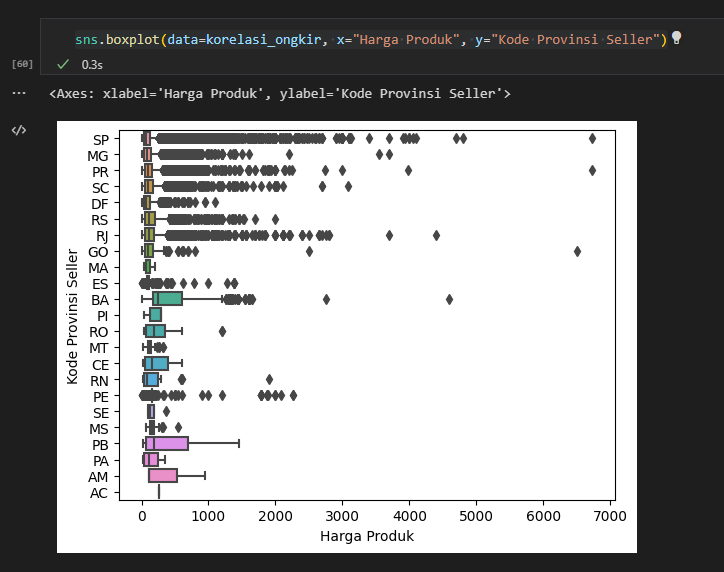 sns.boxplot(data=korelasi_ongkir, x="Harga Produk", y="Kode Provinsi Seller")
[60]
0.3s
...
<Axes: xlabel='Harga Produk', ylabel='Kode Provinsi Seller'>
</>
Kode Provinsi Seller
SP
MG
PR
SC
DF
RS
RJ
GO
MA
ES
BA
PI
RO
MT
CE
RN
PE
SE
MS
PB
PA
AM
AC
0 1000 2000 3000 4000 5000 6000 7000
Harga Produk